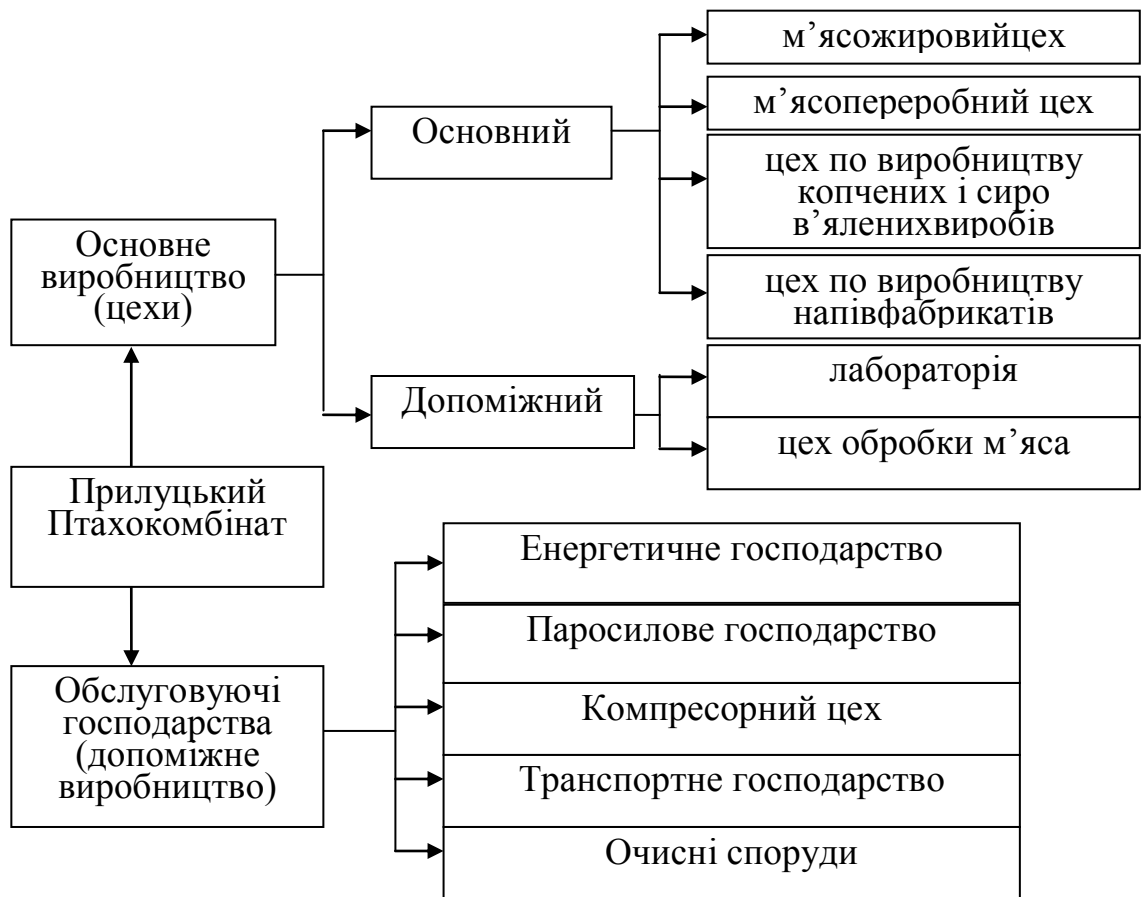 м’ясожировийцех
м’ясопереробний цех
Основний
цех по виробництву
копчених і сиро
в’яленихвиробів
Основне
виробництво
(цехи)
цех по виробництву
напівфабрикатів
Допоміжний
лабораторія
цех обробки м’яса
Прилуцький
Птахокомбінат
Енергетичне господарство
Паросилове господарство
Обслуговуючі
господарства
(допоміжне
виробництво)
Компресорний цех
Транспортне господарство
Очисні споруди